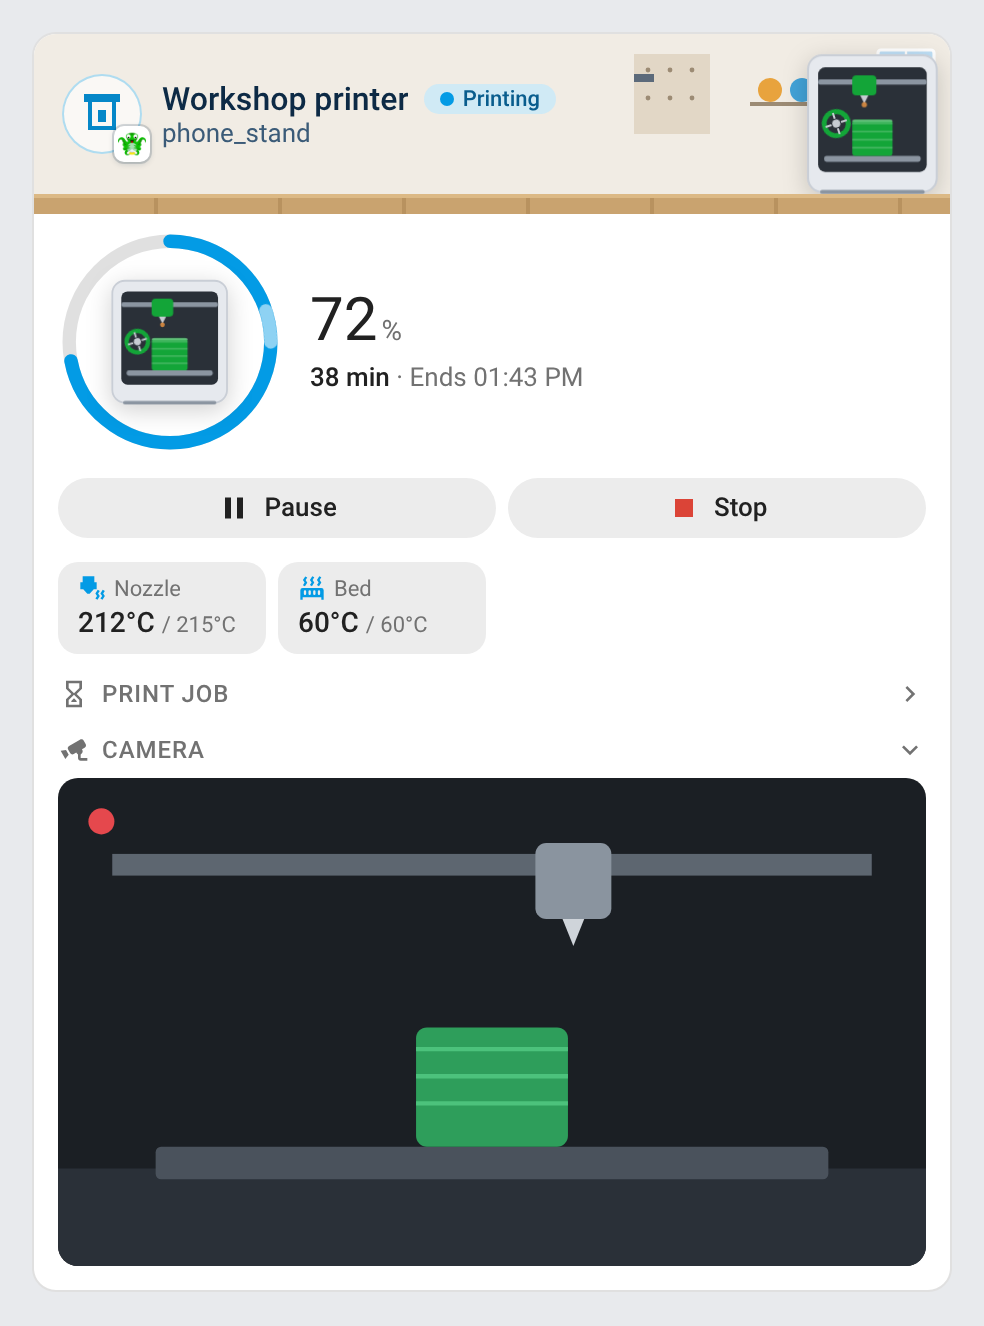 Workshop printer
Printing
phone_stand
72 %
38 min · Ends 01:43 PM
Pause
Stop
Nozzle
212°C / 215°C
Bed
60°C / 60°C
PRINT JOB
CAMERA